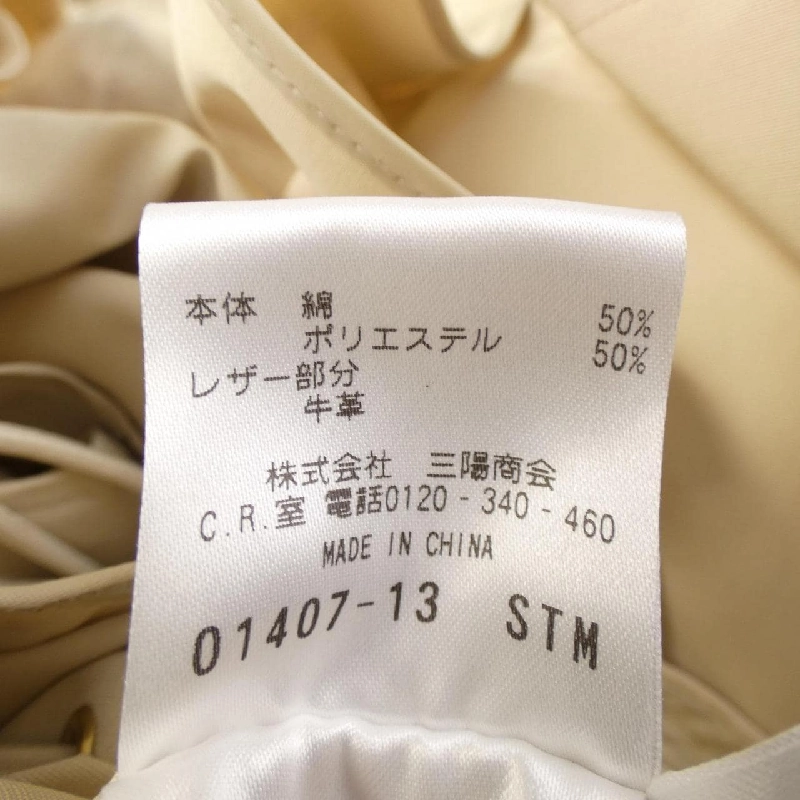 本体 綿 50%
ポリエステル 50%
レザー部分
牛革
株式会社 三陽商会
C.R.室 電話0120-340-460
MADE IN CHINA
01407-13 STM